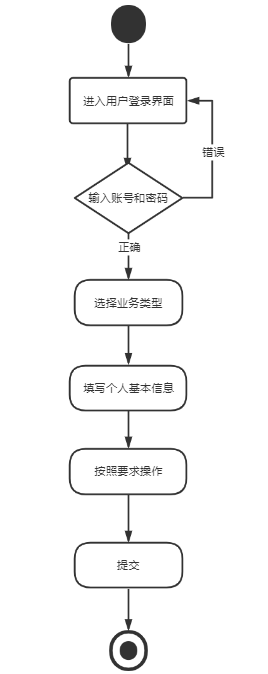 进入用户登录界面
错误
输入账号和密码
正确
选择业务类型
填写个人基本信息
按照要求操作
提交